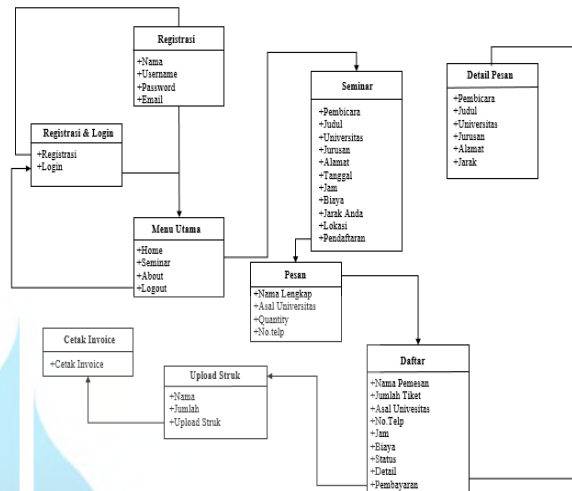 Registrasi
+Nama
+Username
+Password
+Email
Registrasi & Login
+Registrasi
+Login
Menu Utama
+Home
+Seminar
+About
+Logout
Seminar
+Pembicara
+Judul
+Universitas
+Jurusan
+Alamat
+Tanggal
+Jam
+Biaya
+Jarak Anda
+Lokasi
+Pendaftaran
Detail Pesan
+Pembicara
+Judul
+Universitas
+Jurusan
+Alamat
+Jarak
Pesan
+Nama Lengkap
+Asal Universitas
+Quantity
+No.telp
Cetak Invoice
+Cetak Invoice
Upload Struk
+Nama
+Jumlah
+Upload Struk
Daftar
+Nama Pemesan
+Jumlah Tiket
+Asal Univesitas
+No.Telp
+Jam
+Biaya
+Status
+Detail
+Pembayaran